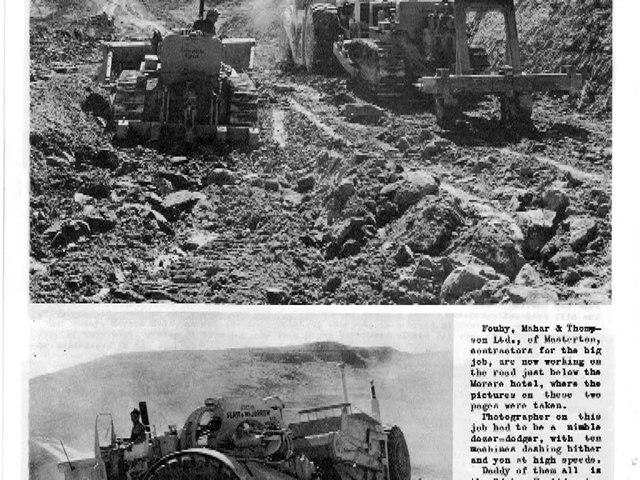 Fouhy, Mahar & Thomp-
son Ltd., of Masterton,
contractors for the big
job, are now working on
the road just below the
Morere hotel, where the
pictures on these two
pages were taken.
Photographer on this
job had to be a nimble
dozer-dodger, with ten
machines dashing hither
and yon at high speeds.
Daddy of them all is